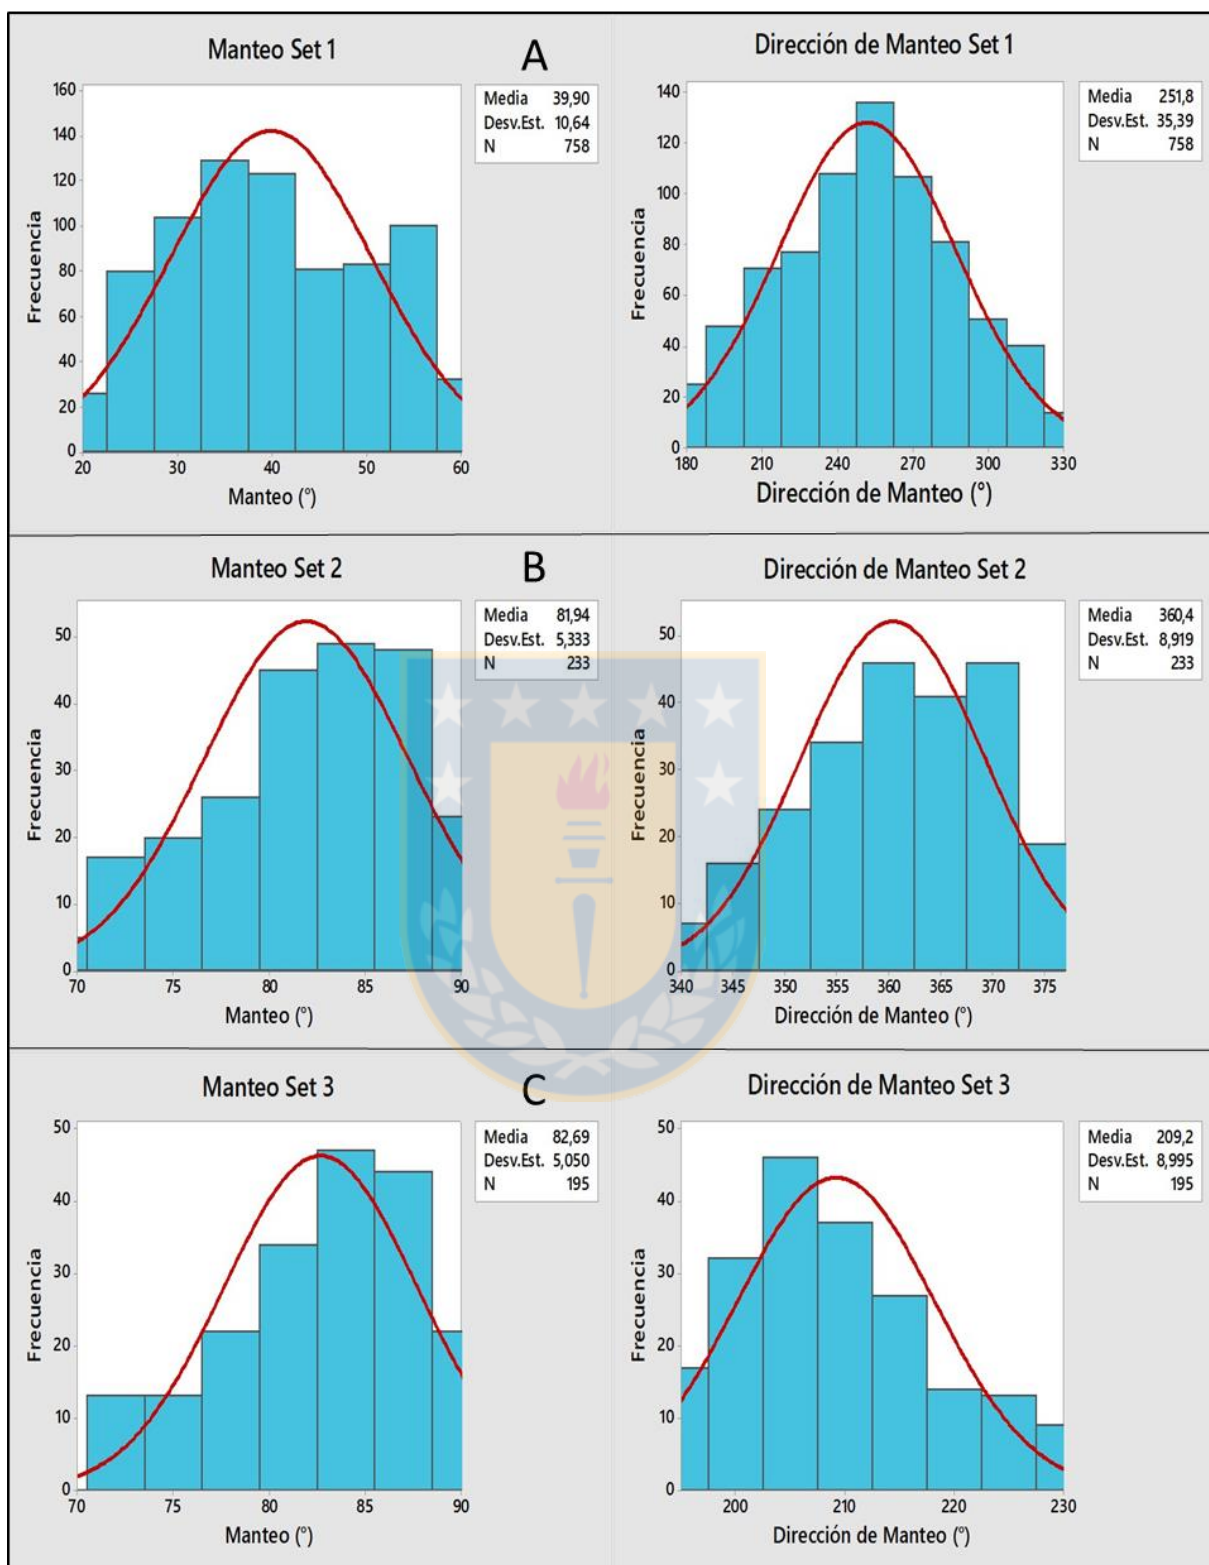 Manteo Set 1
A
Dirección de Manteo Set 1
160
140
120
100
80
60
40
20
0
Frecuencia
20 30 40 50 60
Manteo (°)
Media 39,90
Desv.Est. 10,64
N 758
140
120
100
80
60
40
20
0
Frecuencia
180 210 240 270 300 330
Dirección de Manteo (°)
Media 251,8
Desv.Est. 35,39
N 758
Manteo Set 2
B
Dirección de Manteo Set 2
50
40
30
20
10
0
Frecuencia
70 75 80 85 90
Manteo (°)
Media 81,94
Desv.Est. 5,333
N 233
50
40
30
20
10
0
Frecuencia
340 345 350 355 360 365 370 375
Dirección de Manteo (°)
Media 360,4
Desv.Est. 8,919
N 233
Manteo Set 3
C
Dirección de Manteo Set 3
50
40
30
20
10
0
Frecuencia
70 75 80 85 90
Manteo (°)
Media 82,69
Desv.Est. 5,050
N 195
50
40
30
20
10
0
Frecuencia
200 210 220 230
Dirección de Manteo (°)
Media 209,2
Desv.Est. 8,995
N 195